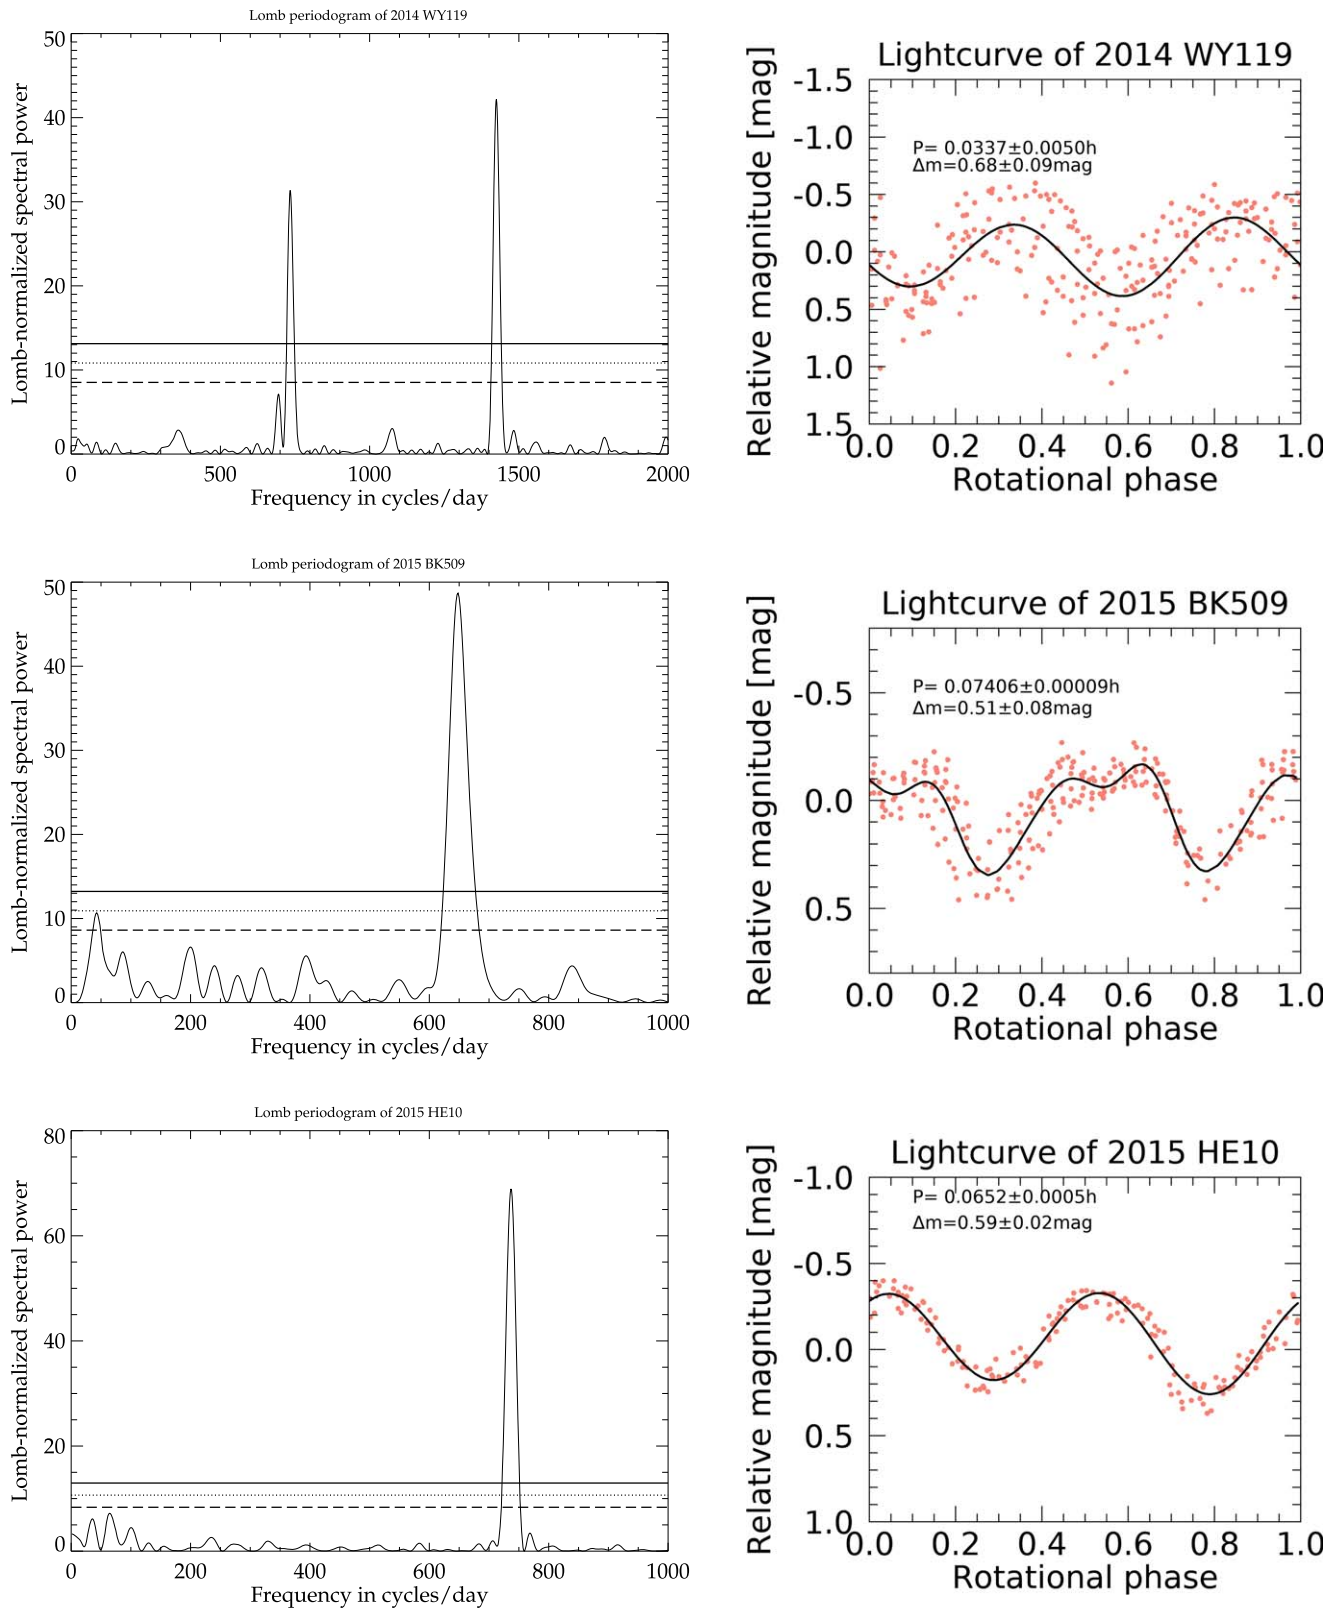 Lomb periodogram of 2014 WY119
50
40
30
20
10
0
Lomb-normalized spectral power
0 500 1000 1500 2000
Frequency in cycles/day
Lightcurve of 2014 WY119
P= 0.0337±0.0050h
Δm=0.68±0.09mag
-1.5
-1.0
-0.5
0.0
0.5
1.0
1.5
Relative magnitude [mag]
0.0 0.2 0.4 0.6 0.8 1.0
Rotational phase
Lomb periodogram of 2015 BK509
50
40
30
20
10
0
Lomb-normalized spectral power
0 200 400 600 800 1000
Frequency in cycles/day
Lightcurve of 2015 BK509
P= 0.07406±0.00009h
Δm=0.51±0.08mag
-0.5
0.0
0.5
Relative magnitude [mag]
0.0 0.2 0.4 0.6 0.8 1.0
Rotational phase
Lomb periodogram of 2015 HE10
80
60
40
20
0
Lomb-normalized spectral power
0 200 400 600 800 1000
Frequency in cycles/day
Lightcurve of 2015 HE10
P= 0.0652±0.0005h
Δm=0.59±0.02mag
-1.0
-0.5
0.0
0.5
1.0
Relative magnitude [mag]
0.0 0.2 0.4 0.6 0.8 1.0
Rotational phase